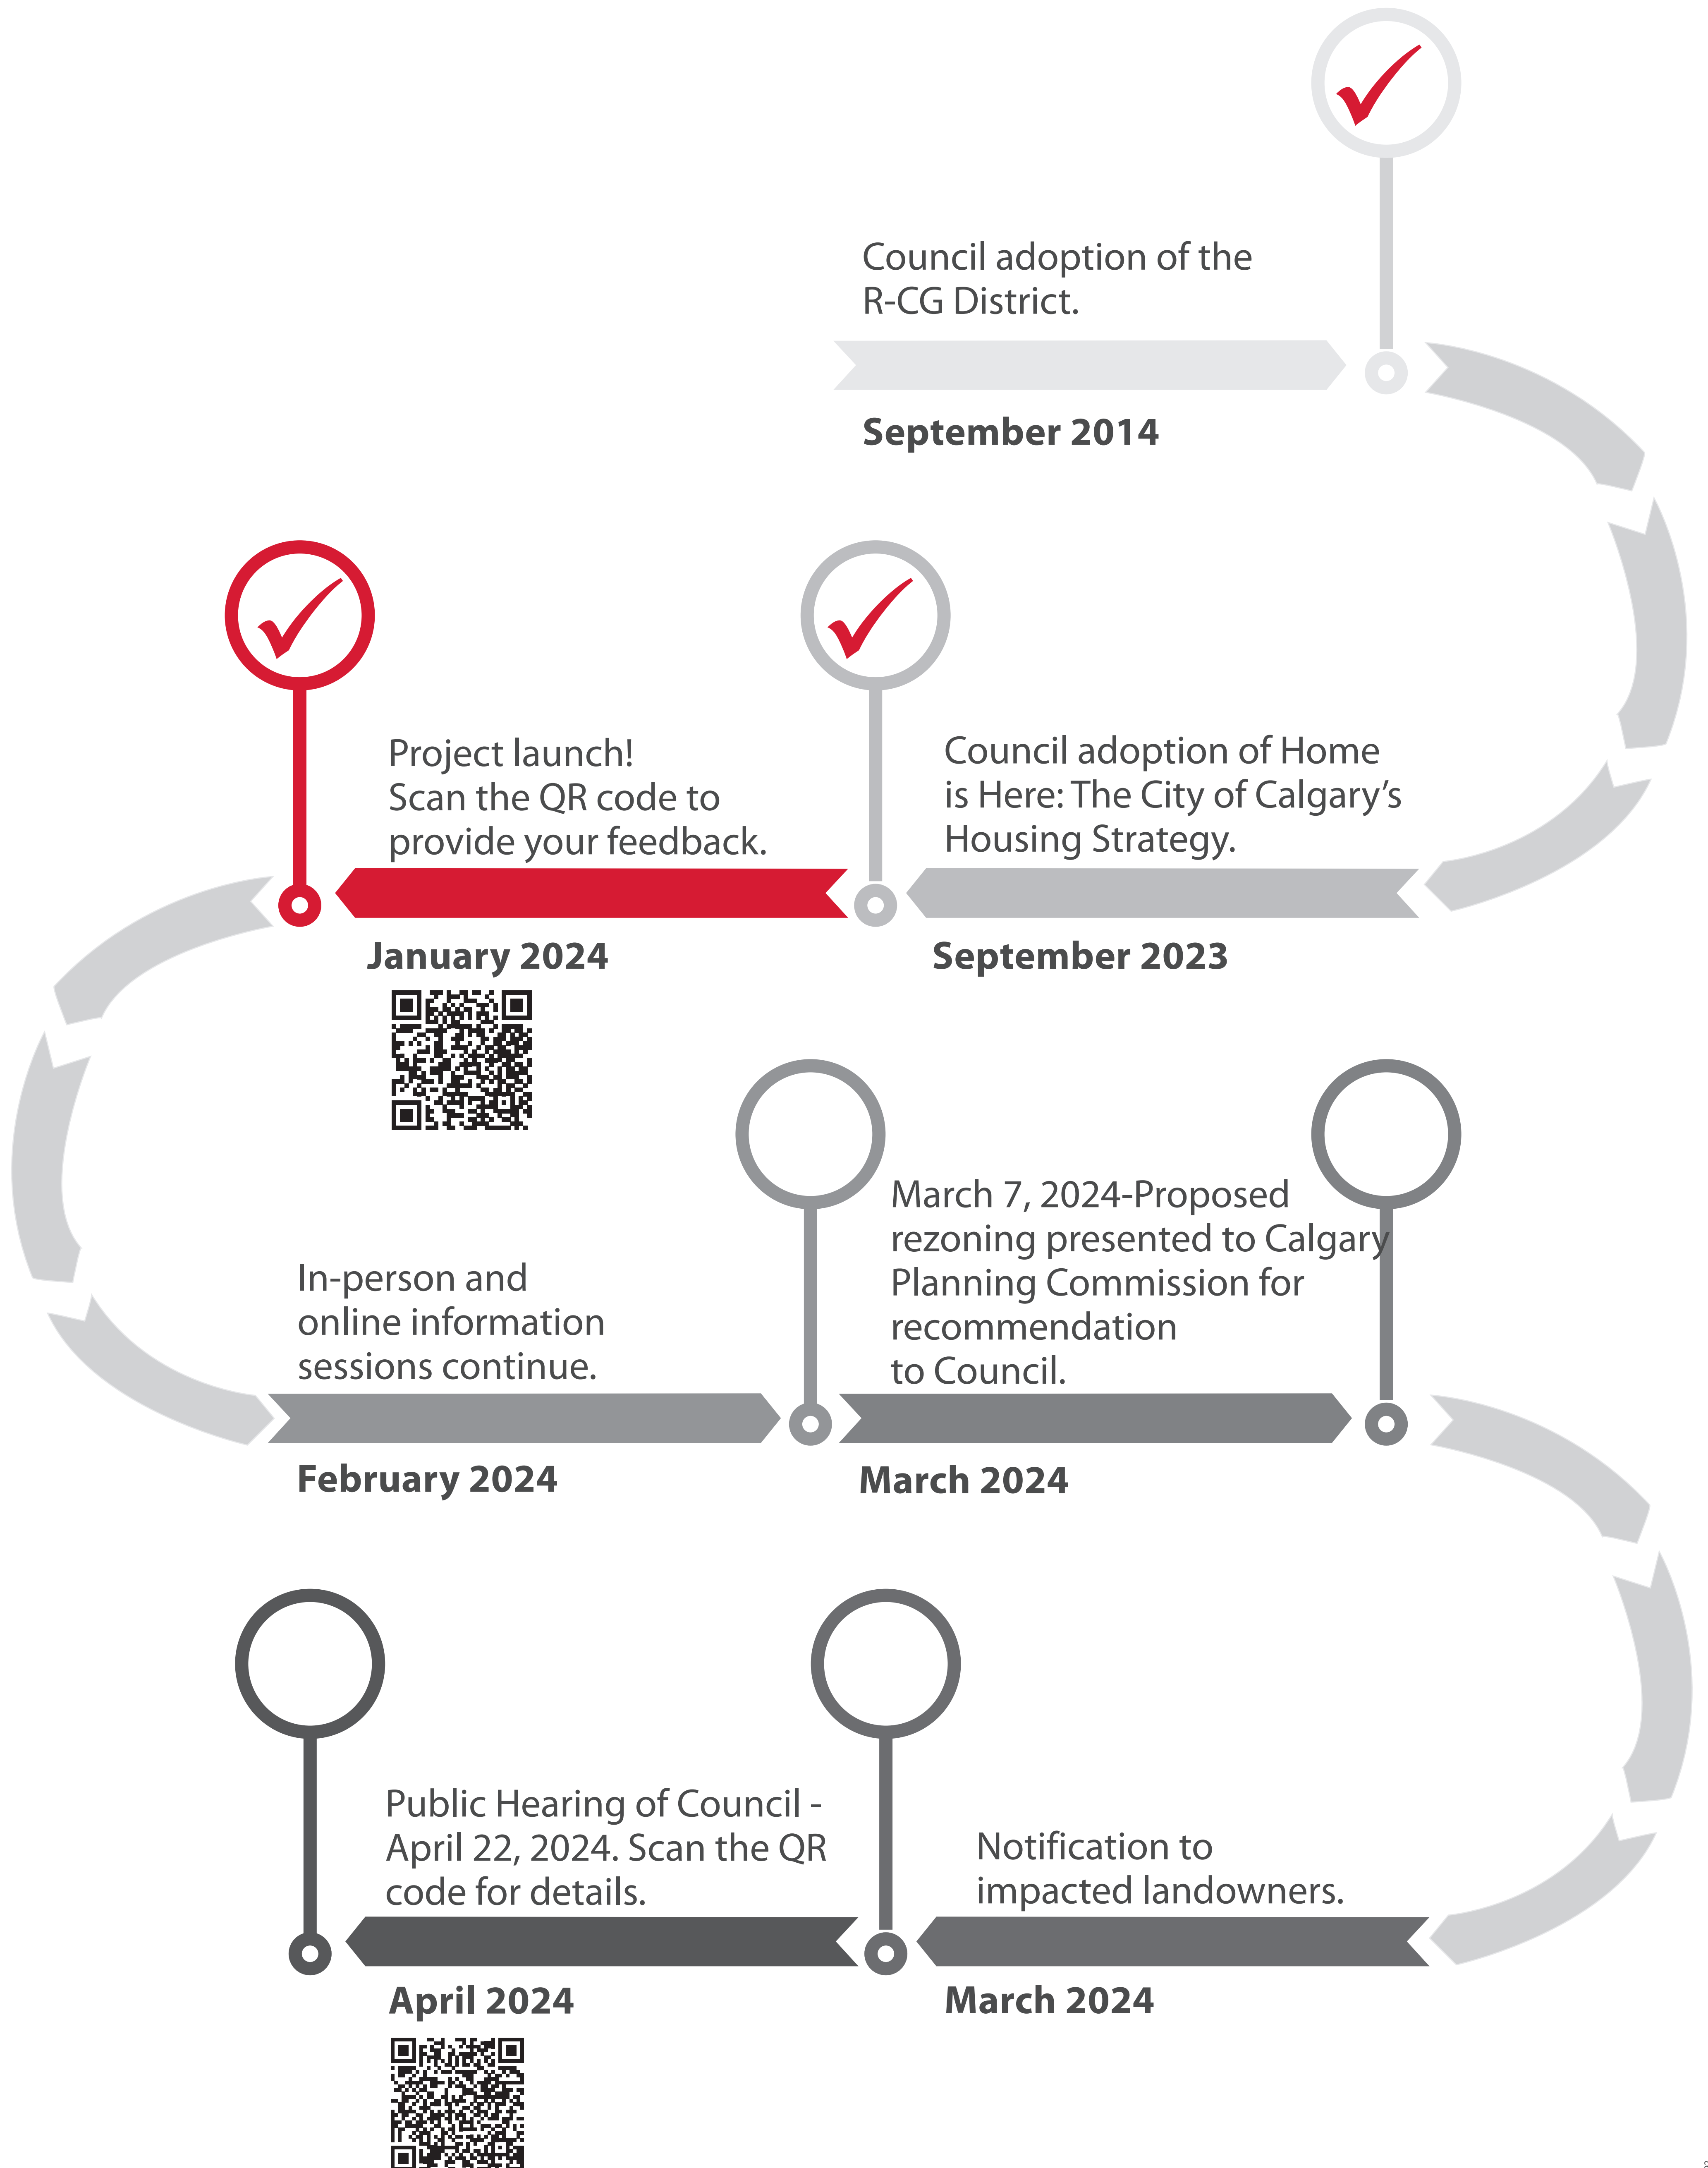 Council adoption of the
R-CG District.
September 2014
Council adoption of Home
is Here: The City of Calgary’s
Housing Strategy.
September 2023
Project launch!
Scan the QR code to
provide your feedback.
January 2024
In-person and
online information
sessions continue.
February 2024
March 7, 2024-Proposed
rezoning presented to Calgary
Planning Commission for
recommendation
to Council.
March 2024
Notification to
impacted landowners.
March 2024
Public Hearing of Council -
April 22, 2024. Scan the QR
code for details.
April 2024